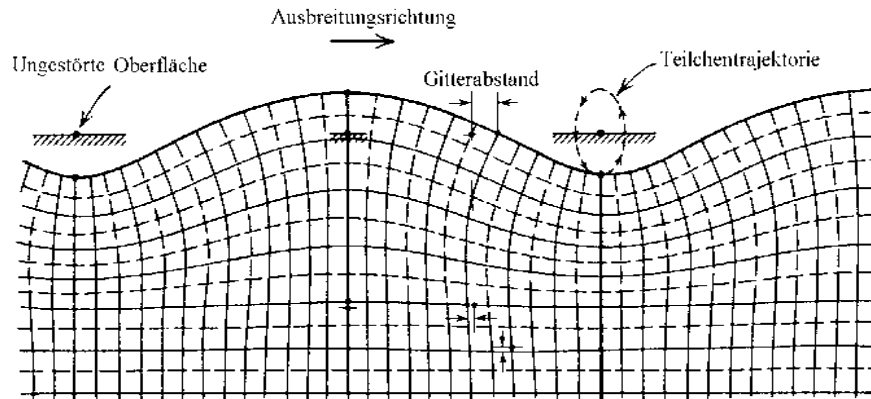 Ausbreitungsrichtung
Ungestörte Oberfläche
Gitterabstand
Teilchentrajektorie